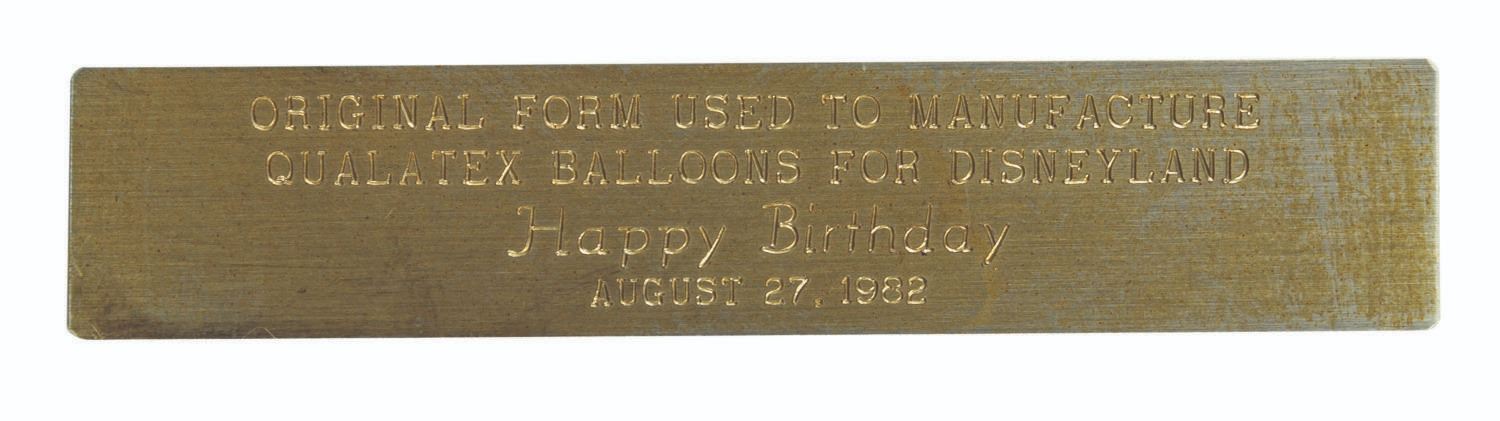 ORIGINAL FORM USED TO MANUFACTURE
QUALATEX BALLOONS FOR DISNEYLAND
Happy Birthday
AUGUST 27, 1982